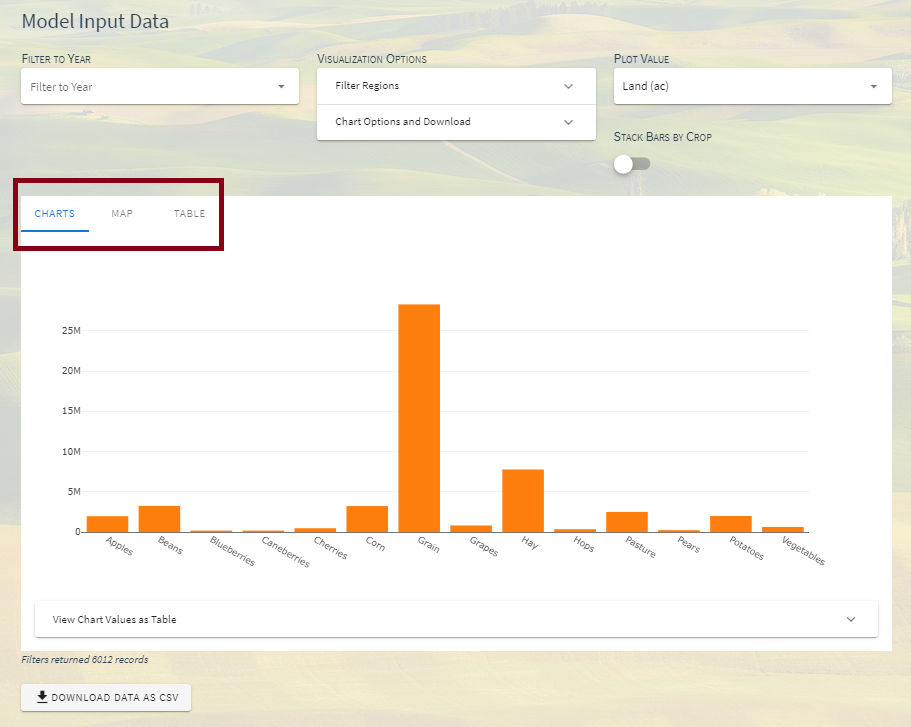 Model Input Data
Filter to Year
Visualization Options
Plot Value
Filter to Year
Filter Regions
Land (ac)
Chart Options and Download
Stack Bars by Crop
CHARTS MAP TABLE
25M
20M
15M
10M
5M
0
Apples Beans Blueberries Caneberries Cherries Corn Grain Grapes Hay Hops Pasture Pears Potatoes Vegetables
View Chart Values as Table
Filters returned 6012 records
DOWNLOAD DATA AS CSV